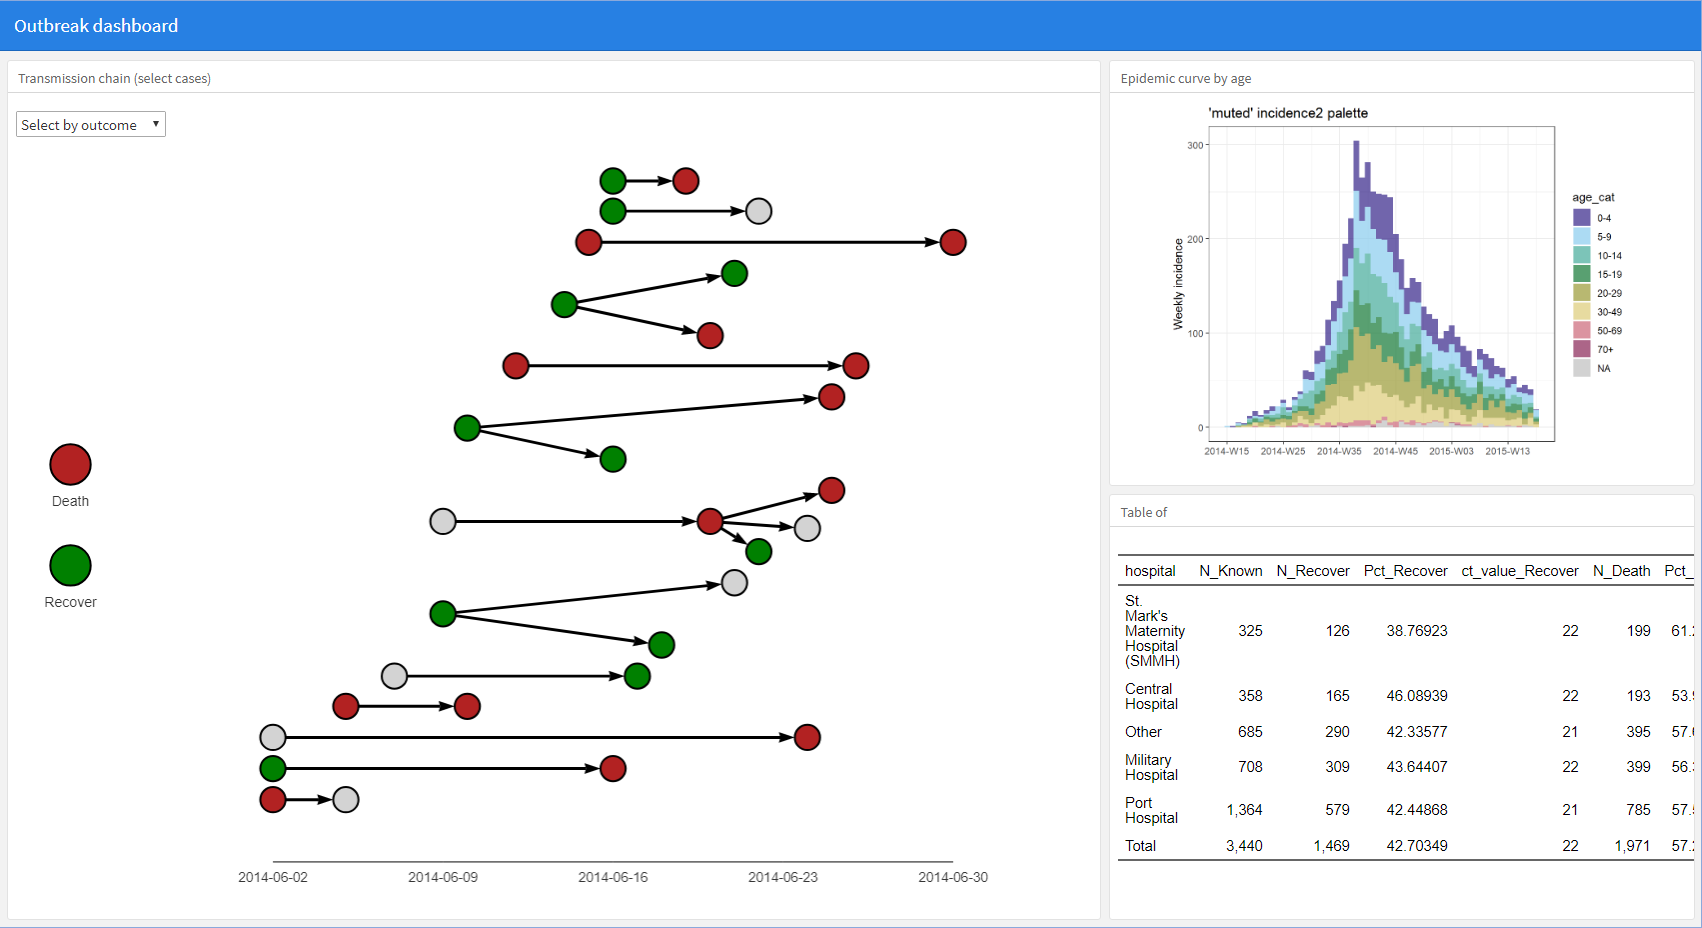 Outbreak dashboard
Transmission chain (select cases)
Select by outcome
Death
Recover
2014-06-02 2014-06-09 2014-06-16 2014-06-23 2014-06-30
Epidemic curve by age
'muted' incidence2 palette
Weekly incidence
300
200
100
0
2014-W15 2014-W25 2014-W35 2014-W45 2015-W03 2015-W13
age_cat
0-4
5-9
10-14
15-19
20-29
30-49
50-69
70+
NA
Table of
hospital N_Known N_Recover Pct_Recover ct_value_Recover N_Death Pct_
St.
Mark's
Maternity 325 126 38.76923 22 199 61.
Hospital
(SMMH)
Central
Hospital 358 165 46.08939 22 193 53.
Other 685 290 42.33577 21 395 57.
Military
Hospital 708 309 43.64407 22 399 56.
Port
Hospital 1,364 579 42.44868 21 785 57.
Total 3,440 1,469 42.70349 22 1,971 57.